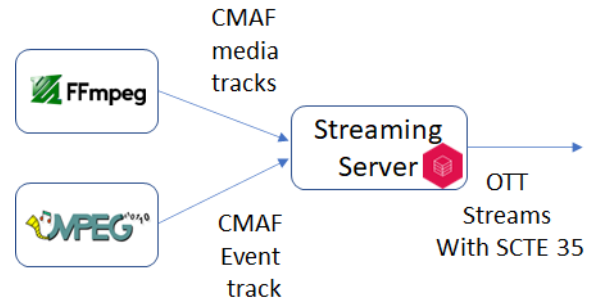 CMAF
media
tracks
FFmpeg
Streaming
Server
MPEG
CMAF
Event
track
OTT
Streams
With SCTE 35